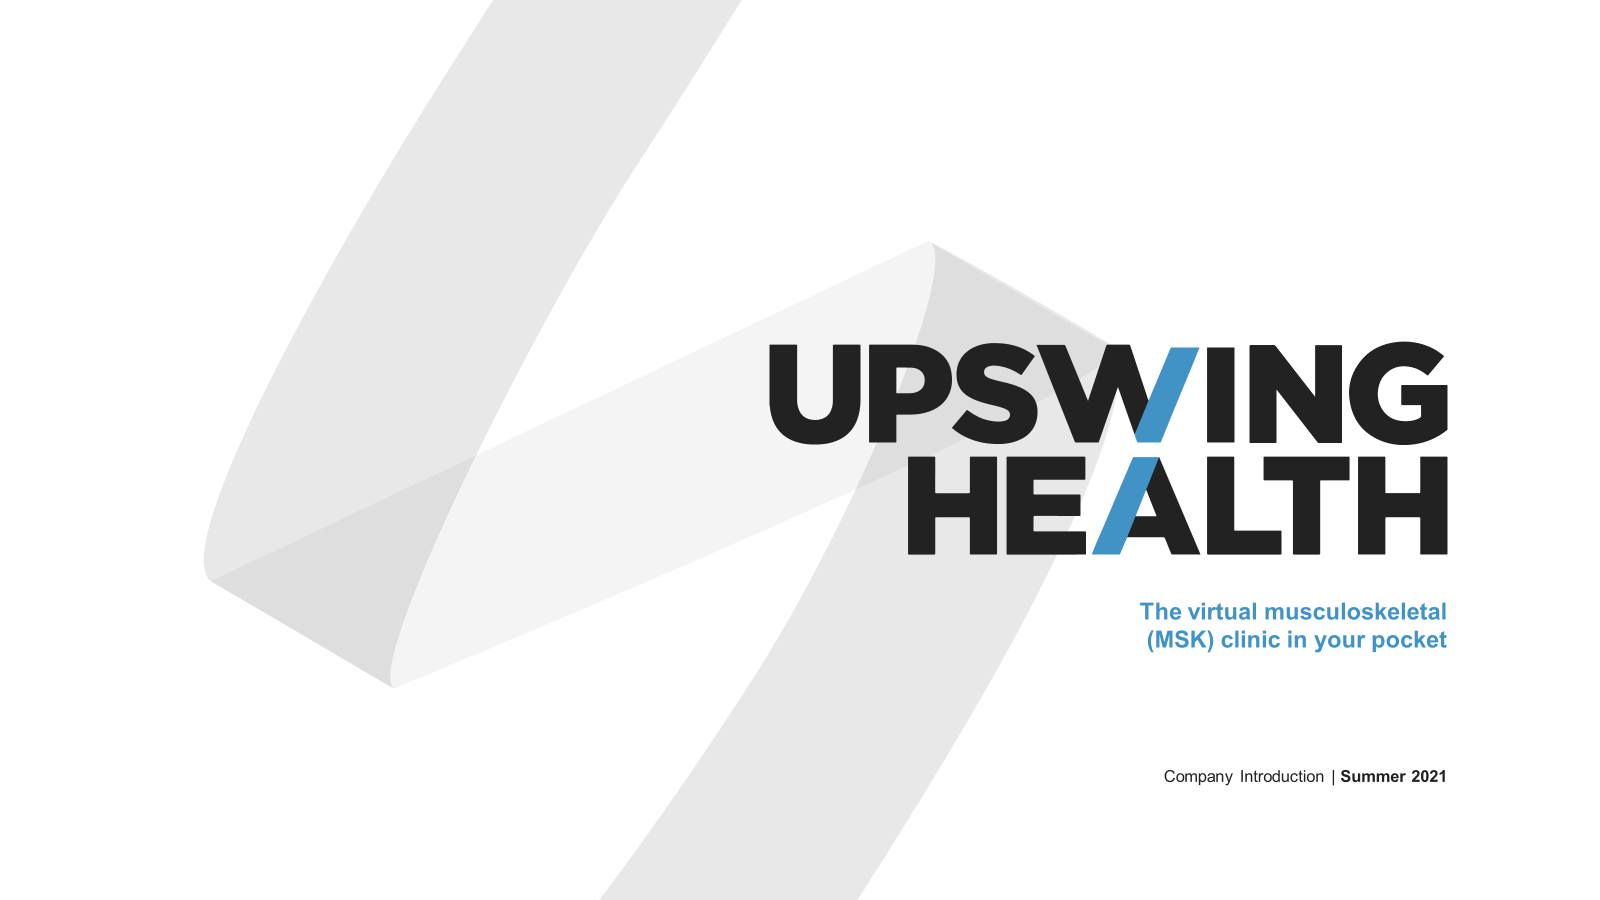 UPSWING
HEALTH
The virtual musculoskeletal
(MSK) clinic in your pocket
Company Introduction | Summer 2021